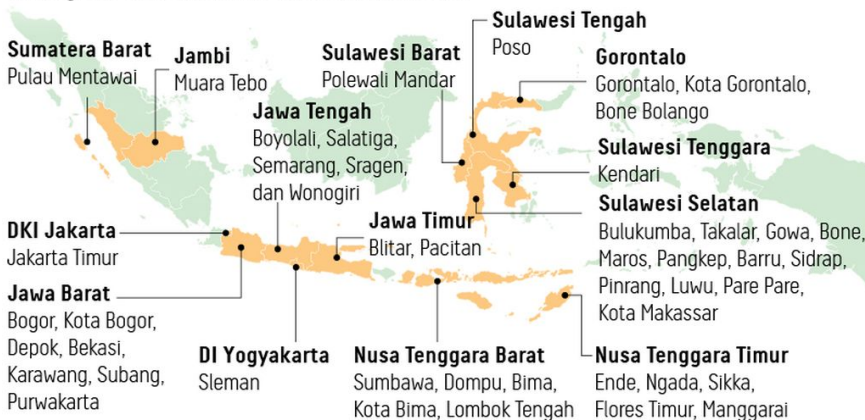 Sumatera Barat
Pulau Mentawai
Jambi
Muara Tebo
Jawa Tengah
Boyolali, Salatiga,
Semarang, Sragen,
dan Wonogiri
Sulawesi Barat
Polewali Mandar
Sulawesi Tengah
Poso
Gorontalo
Gorontalo, Kota Gorontalo,
Bone Bolango
Sulawesi Tenggara
Kendari
Sulawesi Selatan
Bulukumba, Takalar, Gowa, Bone,
Maros, Pangkep, Barru, Sidrap,
Pinrang, Luwu, Pare Pare,
Kota Makassar
DKI Jakarta
Jakarta Timur
Jawa Timur
Blitar, Pacitan
Jawa Barat
Bogor, Kota Bogor,
Depok, Bekasi,
Karawang, Subang,
Purwakarta
DI Yogyakarta
Sleman
Nusa Tenggara Barat
Sumbawa, Dompu, Bima,
Kota Bima, Lombok Tengah
Nusa Tenggara Timur
Ende, Ngada, Sikka,
Flores Timur, Manggarai